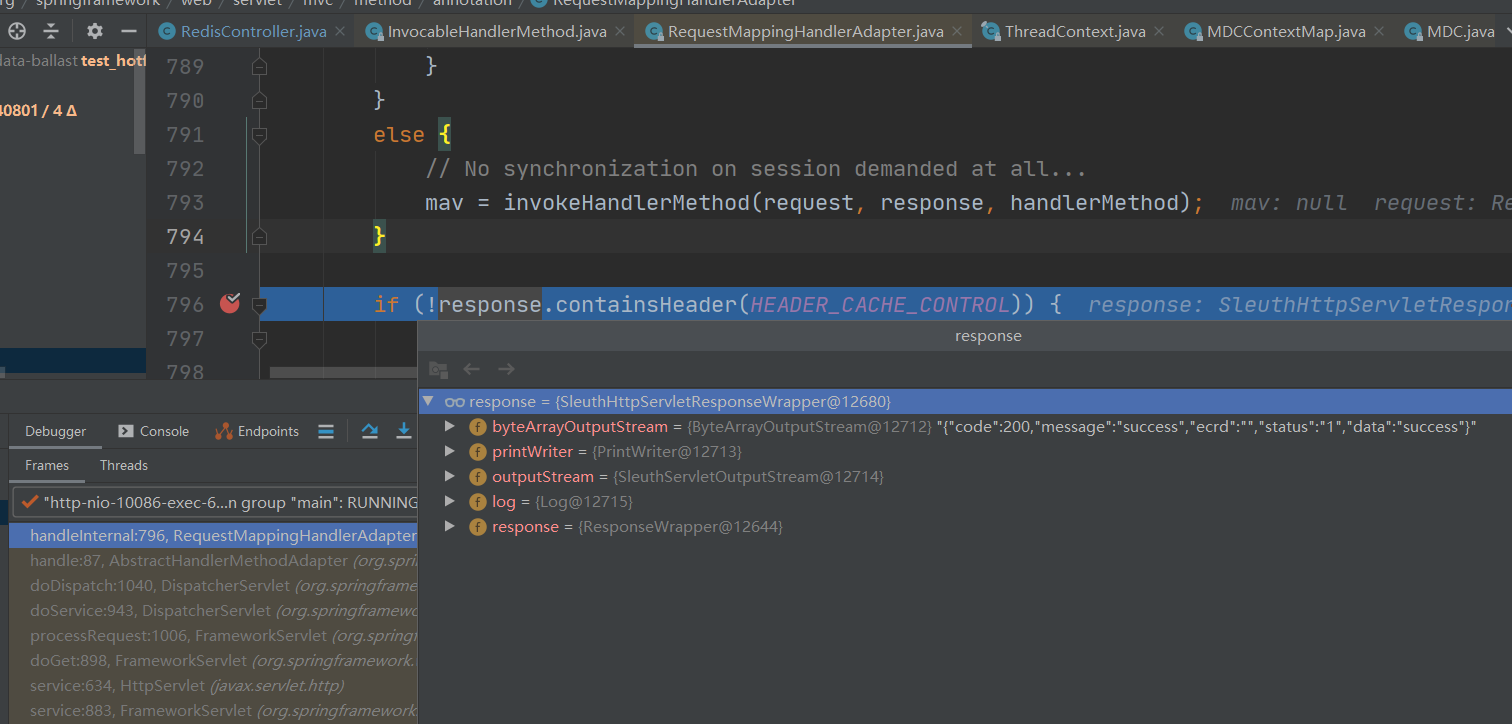 springframework / web / servlet / mvc / method / annotation / RequestMappingHandlerAdapter
RedisController.java
InvocableHandlerMethod.java
RequestMappingHandlerAdapter.java
ThreadContext.java
MDCContextMap.java
MDC.java
data-ballast test_hotf
40801 / 4 Δ
789 }
790 }
791 else {
792 // No synchronization on session demanded at all...
793 mav = invokeHandlerMethod(request, response, handlerMethod); mav: null request: Re
794 }
795
796 if (!response.containsHeader(HEADER_CACHE_CONTROL)) { response: SleuthHttpServletRespon
797
798
response
response = {SleuthHttpServletResponseWrapper@12680}
byteArrayOutputStream = {ByteArrayOutputStream@12712} "{"code":200,"message":"success","ecrd":"","status":"1","data":"success"}"
printWriter = {PrintWriter@12713}
outputStream = {SleuthServletOutputStream@12714}
log = {Log@12715}
response = {ResponseWrapper@12644}
Debugger
Console
Endpoints
Frames
Threads
"http-nio-10086-exec-6...n group "main": RUNNING
handleInternal:796, RequestMappingHandlerAdapter
handle:87, AbstractHandlerMethodAdapter (org.spri
doDispatch:1040, DispatcherServlet (org.springframe
doService:943, DispatcherServlet (org.springframewo
processRequest:1006, FrameworkServlet (org.springf
doGet:898, FrameworkServlet (org.springframework.
service:634, HttpServlet (javax.servlet.http)
service:883, FrameworkServlet (org.springframework.